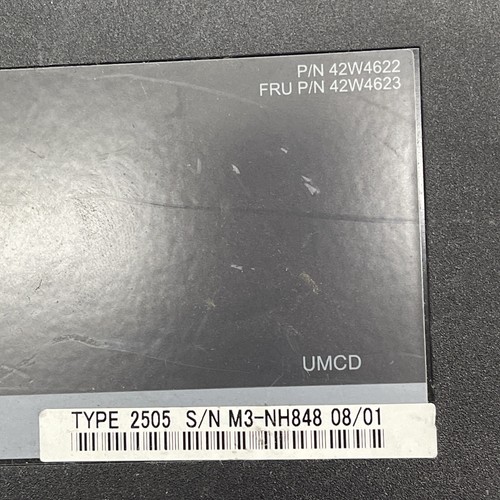 P/N 42W4622
FRU P/N 42W4623
UMCD
TYPE 2505 S/N M3-NH848 08/01